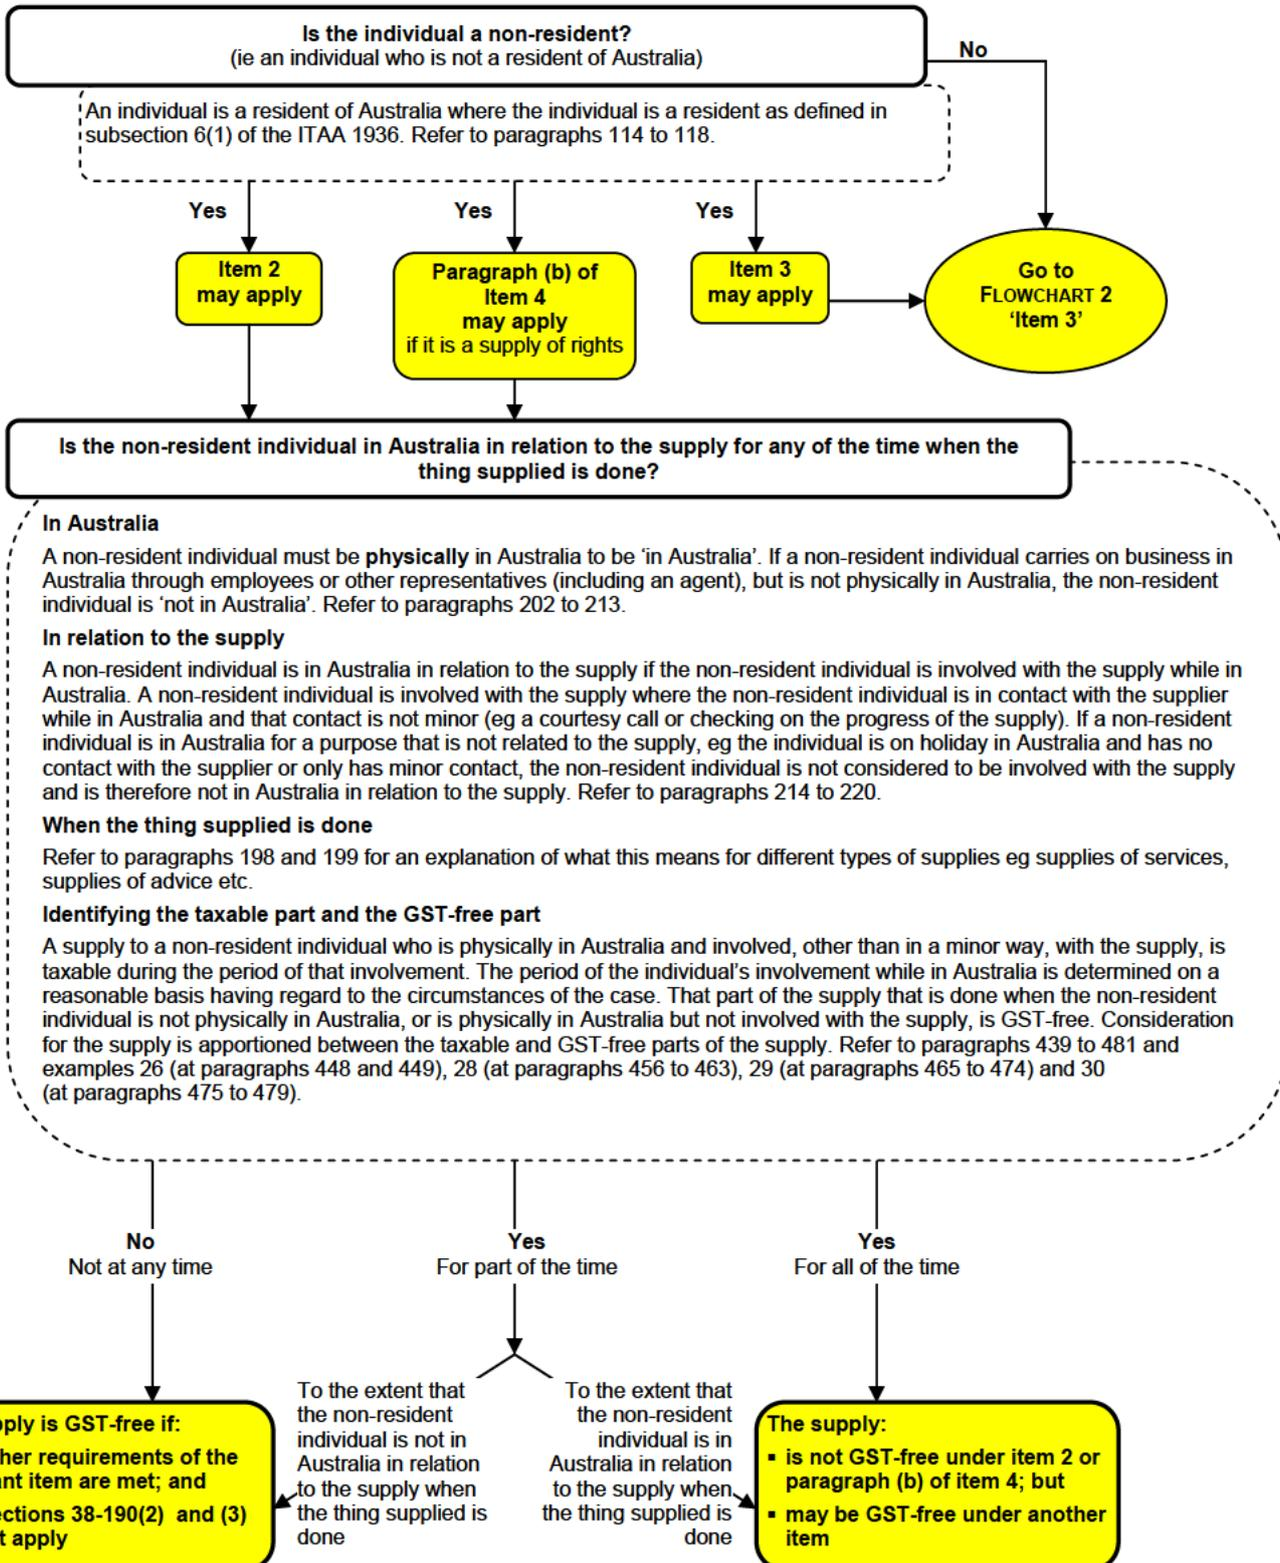 Is the individual a non-resident?
(ie an individual who is not a resident of Australia)
No
An individual is a resident of Australia where the individual is a resident as defined in
subsection 6(1) of the ITAA 1936. Refer to paragraphs 114 to 118.
Yes
Yes
Yes
Item 2
may apply
Paragraph (b) of
Item 4
may apply
if it is a supply of rights
Item 3
may apply
Go to
FLOWCHART 2
‘Item 3’
Is the non-resident individual in Australia in relation to the supply for any of the time when the
thing supplied is done?
In Australia
A non-resident individual must be physically in Australia to be ‘in Australia’. If a non-resident individual carries on business in
Australia through employees or other representatives (including an agent), but is not physically in Australia, the non-resident
individual is ‘not in Australia’. Refer to paragraphs 202 to 213.
In relation to the supply
A non-resident individual is in Australia in relation to the supply if the non-resident individual is involved with the supply while in
Australia. A non-resident individual is involved with the supply where the non-resident individual is in contact with the supplier
while in Australia and that contact is not minor (eg a courtesy call or checking on the progress of the supply). If a non-resident
individual is in Australia for a purpose that is not related to the supply, eg the individual is on holiday in Australia and has no
contact with the supplier or only has minor contact, the non-resident individual is not considered to be involved with the supply
and is therefore not in Australia in relation to the supply. Refer to paragraphs 214 to 220.
When the thing supplied is done
Refer to paragraphs 198 and 199 for an explanation of what this means for different types of supplies eg supplies of services,
supplies of advice etc.
Identifying the taxable part and the GST-free part
A supply to a non-resident individual who is physically in Australia and involved, other than in a minor way, with the supply, is
taxable during the period of that involvement. The period of the individual’s involvement while in Australia is determined on a
reasonable basis having regard to the circumstances of the case. That part of the supply that is done when the non-resident
individual is not physically in Australia, or is physically in Australia but not involved with the supply, is GST-free. Consideration
for the supply is apportioned between the taxable and GST-free parts of the supply. Refer to paragraphs 439 to 481 and
examples 26 (at paragraphs 448 and 449), 28 (at paragraphs 456 to 463), 29 (at paragraphs 465 to 474) and 30
(at paragraphs 475 to 479).
No
Not at any time
Yes
For part of the time
Yes
For all of the time
pply is GST-free if:
her requirements of the
ant item are met; and
ections 38-190(2) and (3)
t apply
To the extent that
the non-resident
individual is not in
Australia in relation
to the supply when
the thing supplied is
done
To the extent that
the non-resident
individual is in
Australia in relation
to the supply when
the thing supplied is
done
The supply:
▪ is not GST-free under item 2 or
paragraph (b) of item 4; but
▪ may be GST-free under another
item